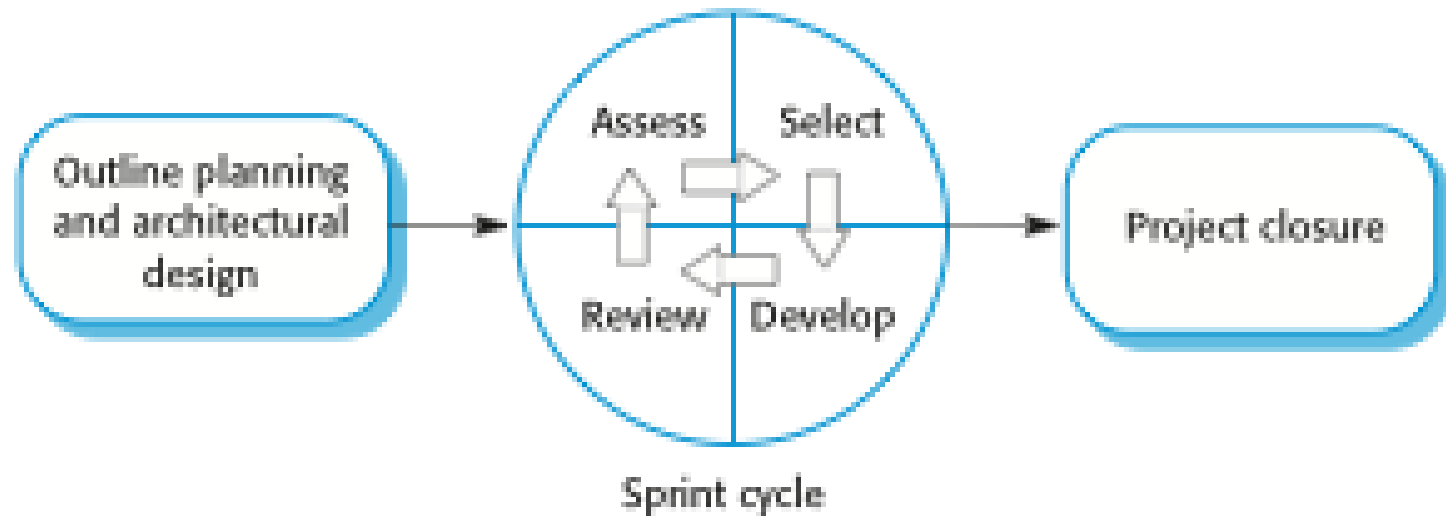 Outline planning
and architectural
design
Assess
Select
Review
Develop
Sprint cycle
Project closure